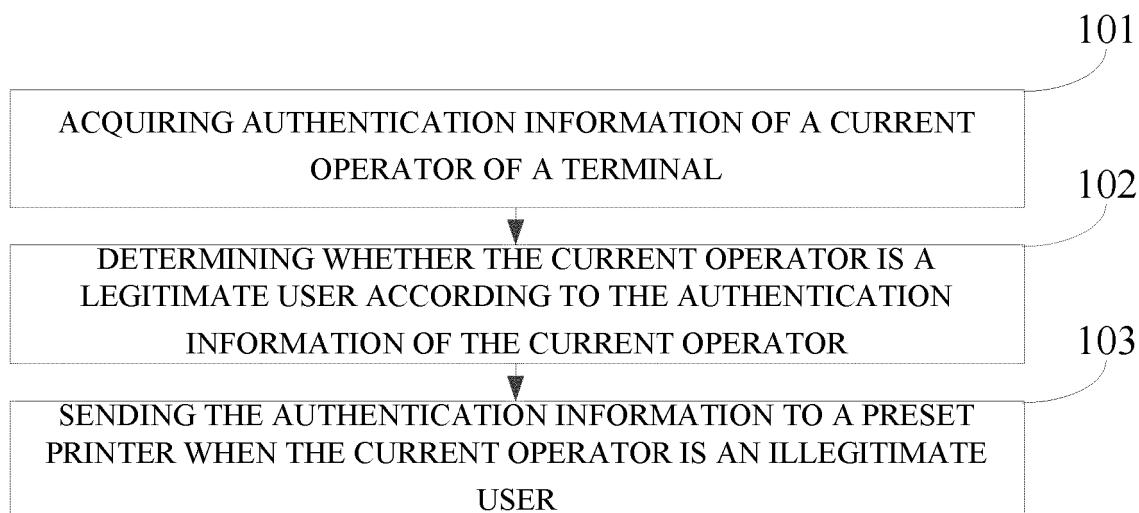 101
ACQUIRING AUTHENTICATION INFORMATION OF A CURRENT
OPERATOR OF A TERMINAL
102
DETERMINING WHETHER THE CURRENT OPERATOR IS A
LEGITIMATE USER ACCORDING TO THE AUTHENTICATION
INFORMATION OF THE CURRENT OPERATOR
103
SENDING THE AUTHENTICATION INFORMATION TO A PRESET
PRINTER WHEN THE CURRENT OPERATOR IS AN ILLEGITIMATE
USER